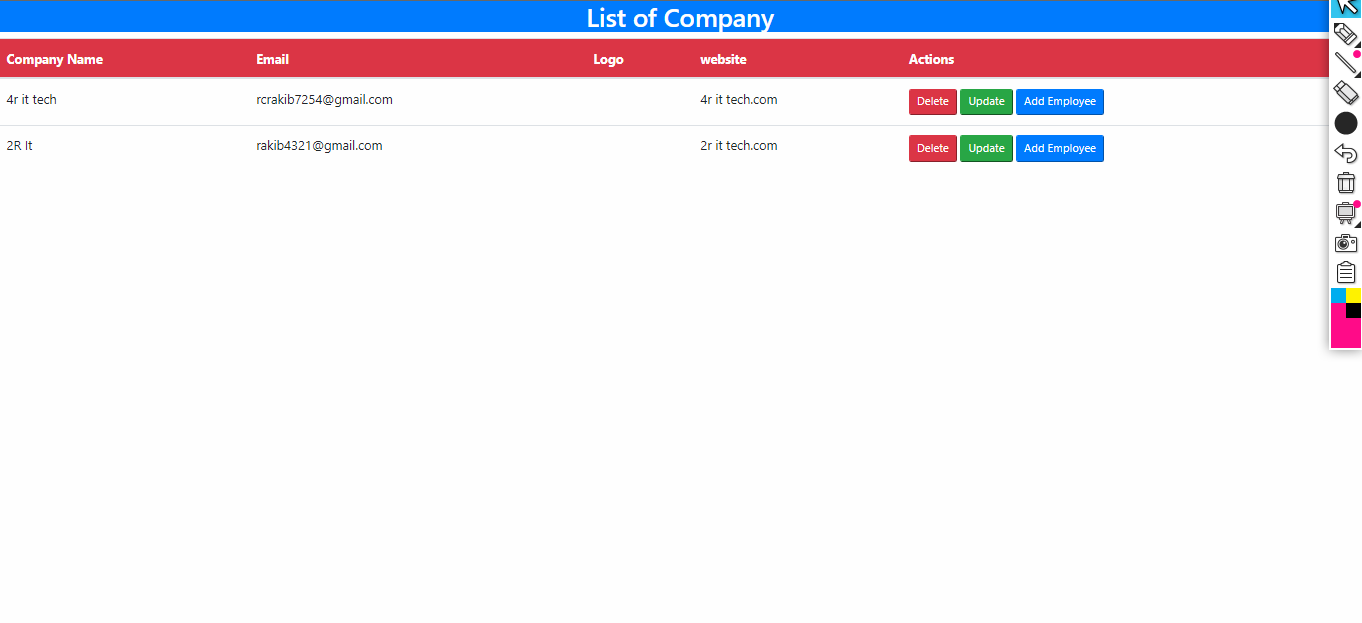 List of Company
Company Name Email Logo website Actions
4r it tech rcrakib7254@gmail.com 4r it tech.com Delete Update Add Employee
2R It rakib4321@gmail.com 2r it tech.com Delete Update Add Employee